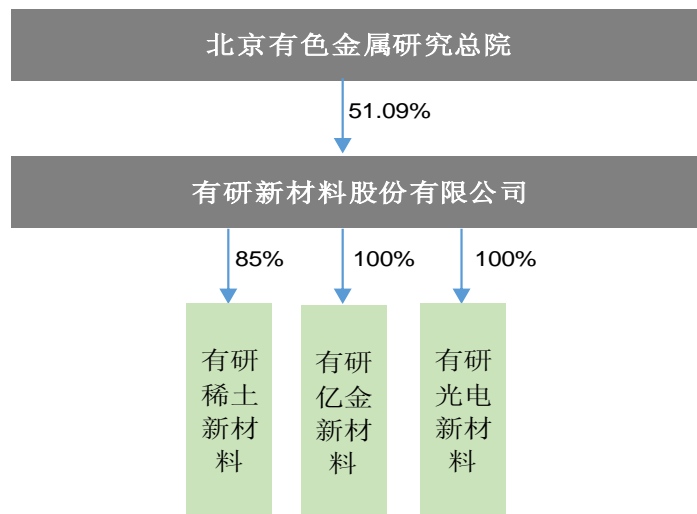 北京有色金属研究总院
51.09%
有研新材料股份有限公司
85%
100%
100%
有研
稀土
新材
料
有研
亿金
新材
料
有研
光电
新材
料